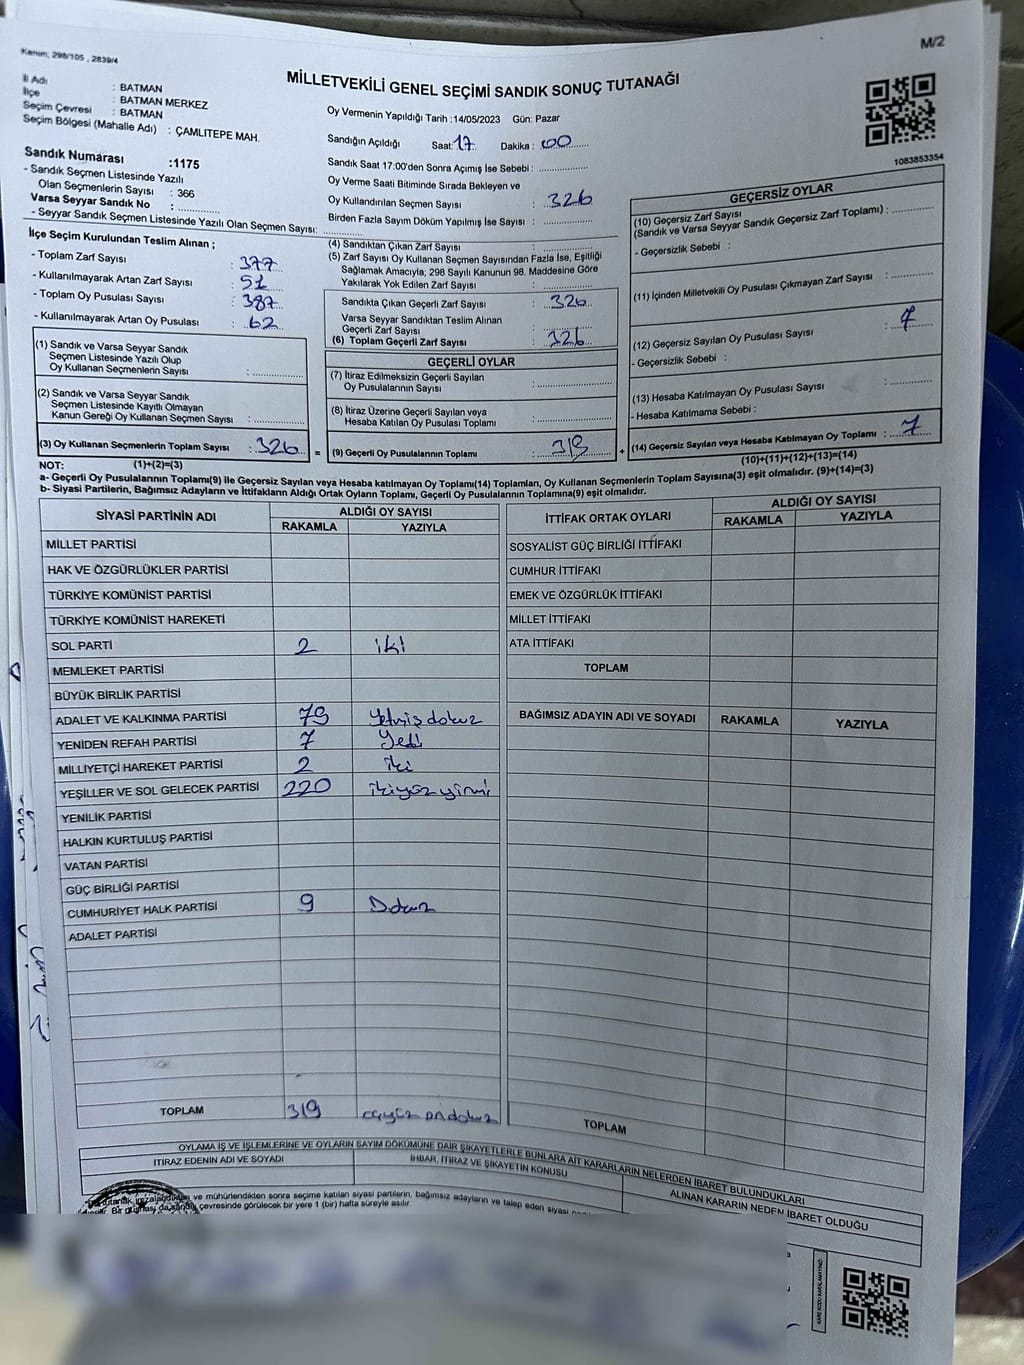 Kanun; 298/105 , 2839/4
M/2
MİLLETVEKİLİ GENEL SEÇİMİ SANDIK SONUÇ TUTANAĞI
İl Adı : BATMAN
İlçe : BATMAN MERKEZ
Seçim Çevresi : BATMAN
Seçim Bölgesi (Mahalle Adı) : ÇAMLITEPE MAH.
Oy Vermenin Yapıldığı Tarih :14/05/2023 Gün: Pazar
Sandığın Açıldığı Saat: 17 Dakika : 00
Sandık Saat 17:00'den Sonra Açımış İse Sebebi :
Oy Verme Saati Bitiminde Sırada Bekleyen ve
Oy Kullandırılan Seçmen Sayısı : 326
Birden Fazla Sayım Döküm Yapılmış İse Sayısı :
1083853354
Sandık Numarası :1175
- Sandık Seçmen Listesinde Yazılı
Olan Seçmenlerin Sayısı : 366
Varsa Seyyar Sandık No :
- Seyyar Sandık Seçmen Listesinde Yazılı Olan Seçmen Sayısı:
İlçe Seçim Kurulundan Teslim Alınan ;
- Toplam Zarf Sayısı : 377
- Kullanılmayarak Artan Zarf Sayısı : 51
- Toplam Oy Pusulası Sayısı : 387
- Kullanılmayarak Artan Oy Pusulası : 62
(1) Sandık ve Varsa Seyyar Sandık
Seçmen Listesinde Yazılı Olup
Oy Kullanan Seçmenlerin Sayısı :
(2) Sandık ve Varsa Seyyar Sandık
Seçmen Listesinde Kayıtlı Olmayan
Kanun Gereği Oy Kullanan Seçmen Sayısı :
(3) Oy Kullanan Seçmenlerin Toplam Sayısı : 326 =
(4) Sandıktan Çıkan Zarf Sayısı :
(5) Zarf Sayısı Oy Kullanan Seçmen Sayısından Fazla İse, Eşitliği
Sağlamak Amacıyla; 298 Sayılı Kanunun 98. Maddesine Göre
Yakılarak Yok Edilen Zarf Sayısı :
Sandıkta Çıkan Geçerli Zarf Sayısı : 326
Varsa Seyyar Sandıktan Teslim Alınan
Geçerli Zarf Sayısı :
(6) Toplam Geçerli Zarf Sayısı : 326
GEÇERLİ OYLAR
(7) İtiraz Edilmeksizin Geçerli Sayılan
Oy Pusulalarının Sayısı :
(8) İtiraz Üzerine Geçerli Sayılan veya
Hesaba Katılan Oy Pusulası Toplamı :
(9) Geçerli Oy Pusulalarının Toplamı : 319 +
GEÇERSİZ OYLAR
(10) Geçersiz Zarf Sayısı
(Sandık ve Varsa Seyyar Sandık Geçersiz Zarf Toplamı) :
- Geçersizlik Sebebi :
(11) İçinden Milletvekili Oy Pusulası Çıkmayan Zarf Sayısı :
(12) Geçersiz Sayılan Oy Pusulası Sayısı : 7
- Geçersizlik Sebebi :
(13) Hesaba Katılmayan Oy Pusulası Sayısı :
- Hesaba Katılmama Sebebi :
(14) Geçersiz Sayılan veya Hesaba Katılmayan Oy Toplamı : 7
NOT: (1)+(2)=(3)
(10)+(11)+(12)+(13)=(14)
a- Geçerli Oy Pusulalarının Toplamı(9) ile Geçersiz Sayılan veya Hesaba katılmayan Oy Toplamı(14) Toplamları, Oy Kullanan Seçmenlerin Toplam Sayısına(3) eşit olmalıdır. (9)+(14)=(3)
b- Siyasi Partilerin, Bağımsız Adayların ve İttifakların Aldığı Ortak Oyların Toplamı, Geçerli Oy Pusulalarının Toplamına(9) eşit olmalıdır.
SİYASİ PARTİNİN ADI ALDIĞI OY SAYISI
RAKAMLA YAZIYLA
MİLLET PARTİSİ
HAK VE ÖZGÜRLÜKLER PARTİSİ
TÜRKİYE KOMÜNİST PARTİSİ
TÜRKİYE KOMÜNİST HAREKETİ
SOL PARTİ 2 iki
MEMLEKET PARTİSİ
BÜYÜK BİRLİK PARTİSİ
ADALET VE KALKINMA PARTİSİ 79 Yetmiş dokuz
YENİDEN REFAH PARTİSİ 7 Yedi
MİLLİYETÇİ HAREKET PARTİSİ 2 iki
YEŞİLLER VE SOL GELECEK PARTİSİ 220 ikiyüz yirmi
YENİLİK PARTİSİ
HALKIN KURTULUŞ PARTİSİ
VATAN PARTİSİ
GÜÇ BİRLİĞİ PARTİSİ
CUMHURİYET HALK PARTİSİ 9 Dokuz
ADALET PARTİSİ
TOPLAM 319 üçyüz ondokuz
İTTİFAK ORTAK OYLARI ALDIĞI OY SAYISI
RAKAMLA YAZIYLA
SOSYALİST GÜÇ BİRLİĞİ İTTİFAKI
CUMHUR İTTİFAKI
EMEK VE ÖZGÜRLÜK İTTİFAKI
MİLLET İTTİFAKI
ATA İTTİFAKI
TOPLAM
BAĞIMSIZ ADAYIN ADI VE SOYADI RAKAMLA YAZIYLA
TOPLAM
OYLAMA İŞ VE İŞLEMLERİNE VE OYLARIN SAYIM DÖKÜMÜNE DAİR ŞİKAYETLERLE BUNLARA AİT KARARLARIN NELERDEN İBARET BULUNDUKLARI
İTİRAZ EDENİN ADI VE SOYADI İHBAR, İTİRAZ VE ŞİKAYETİN KONUSU ALINAN KARARIN NEDEN İBARET OLDUĞU
ve mühürlendikten sonra seçime katılan siyasi partilerin, bağımsız adayların ve talep eden siyasi
çevresinde görülecek bir yere 1 (bir) hafta süreyle asılır.